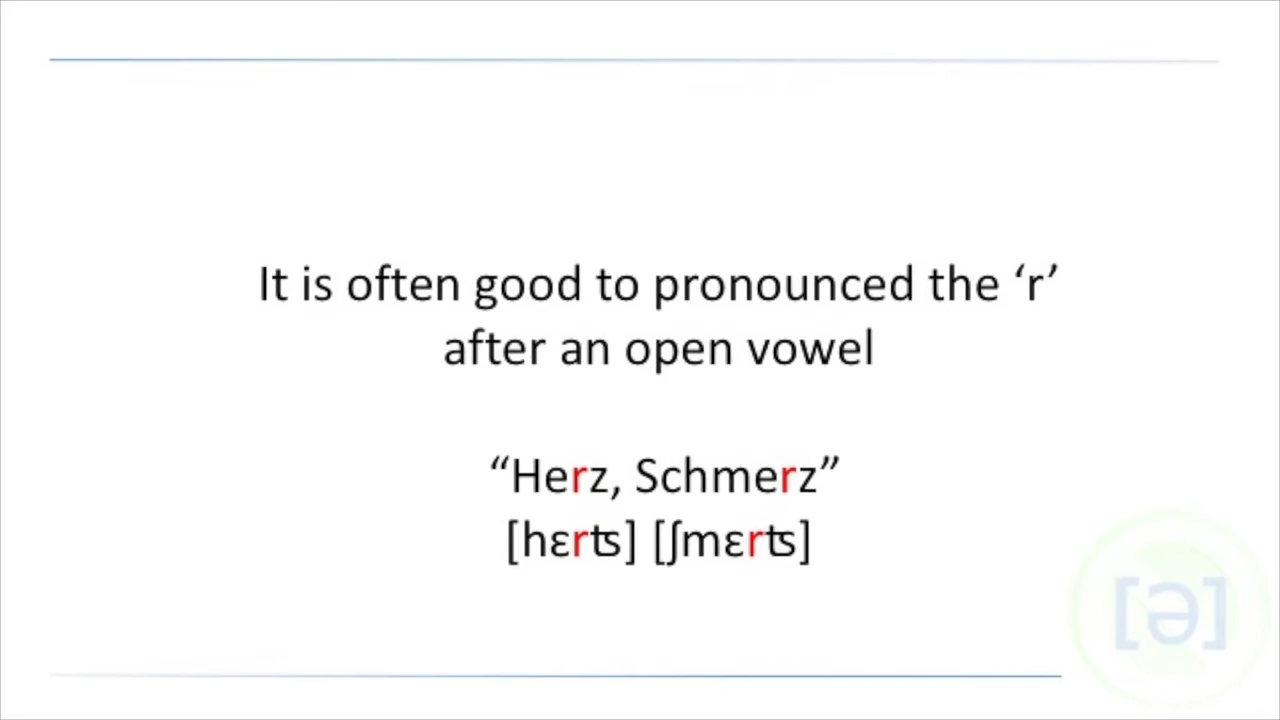 It is often good to pronounced the ‘r’
after an open vowel
“Herz, Schmerz”
[hɛrʦ] [ʃmɛrʦ]
[ə]